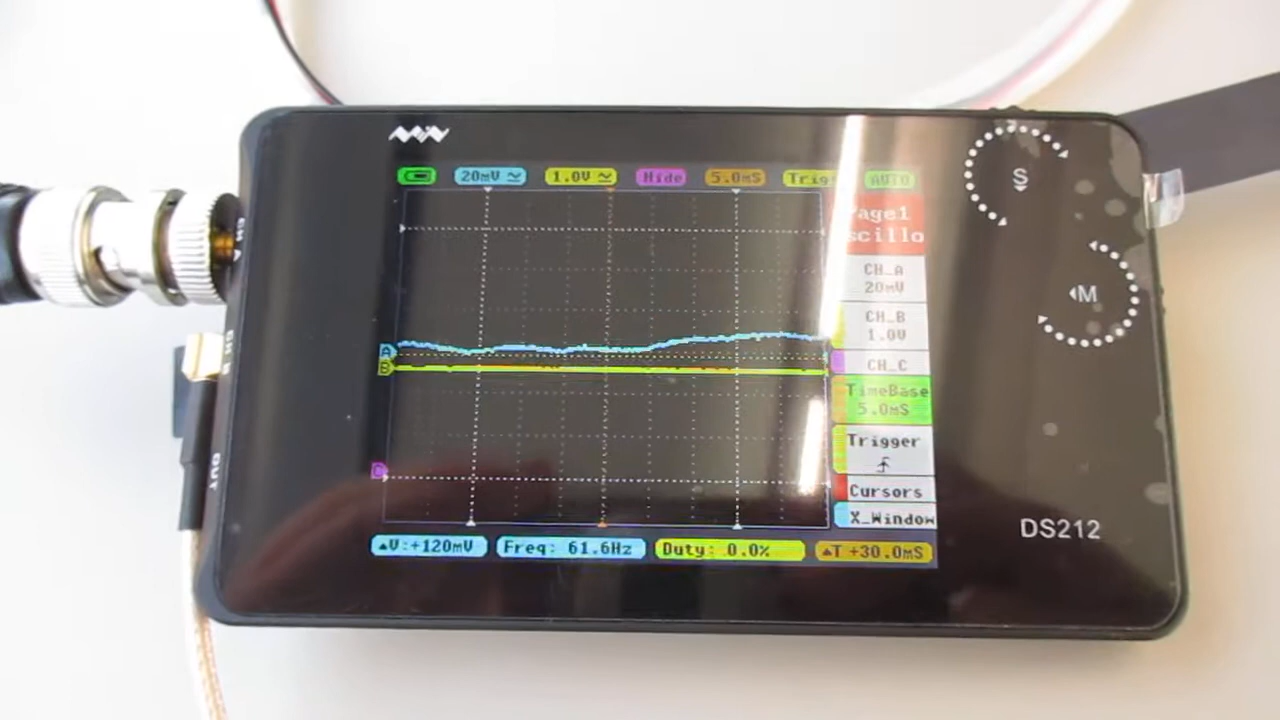 20mV
1.0V
Hide
5.0mS
Trig
AUTO
Page1
scillo
CH_A
20mV
CH_B
1.0V
CH_C
TimeBase
5.0mS
Trigger
Cursors
X_Window
A
B
C
▲V:+120mV
Freq: 61.6Hz
Duty: 0.0%
▲T +30.0mS
S
M
DS212
OUT